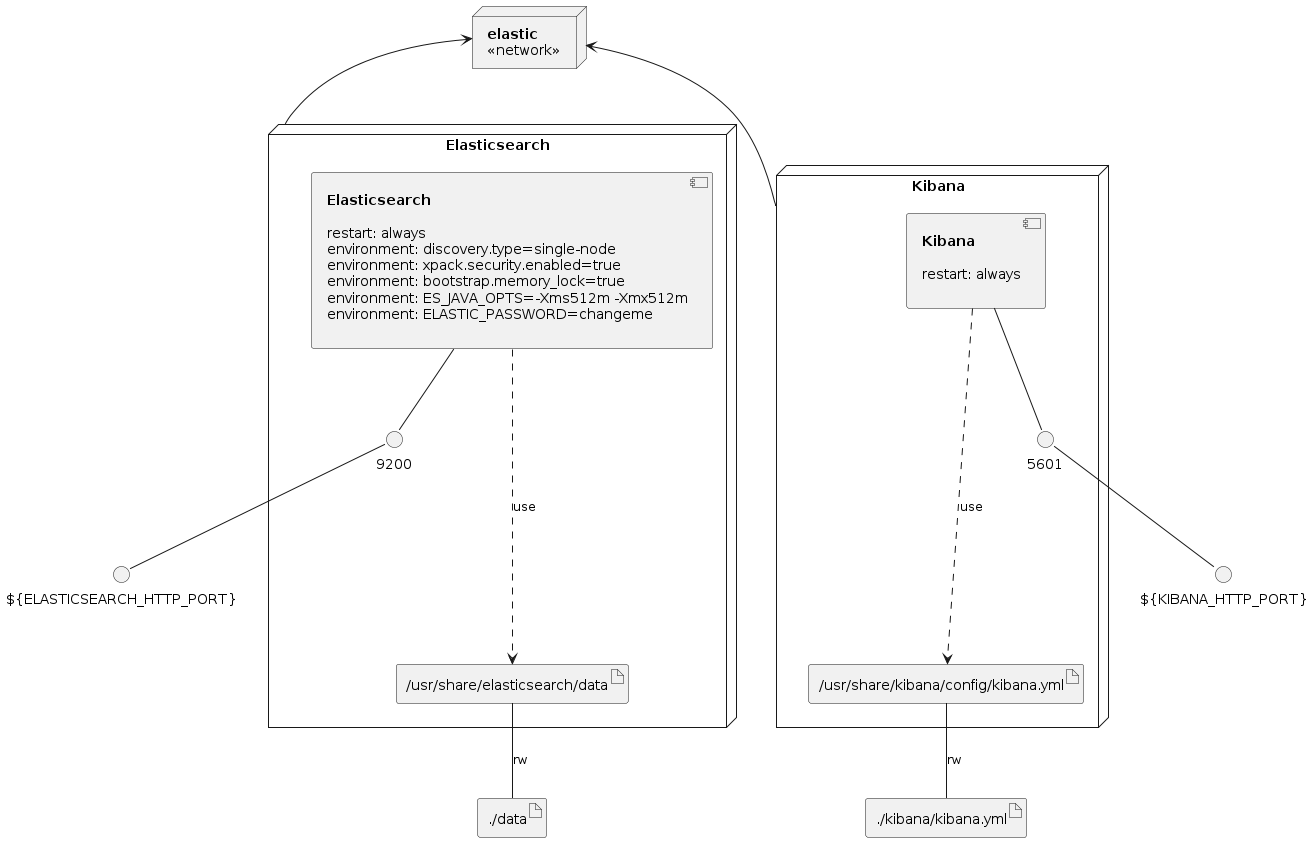 elastic
«network»
Elasticsearch
Elasticsearch
restart: always
environment: discovery.type=single-node
environment: xpack.security.enabled=true
environment: bootstrap.memory_lock=true
environment: ES_JAVA_OPTS=-Xms512m -Xmx512m
environment: ELASTIC_PASSWORD=changeme
Kibana
Kibana
restart: always
9200
5601
use
use
${ELASTICSEARCH_HTTP_PORT}
${KIBANA_HTTP_PORT}
/usr/share/elasticsearch/data
/usr/share/kibana/config/kibana.yml
rw
rw
./data
./kibana/kibana.yml